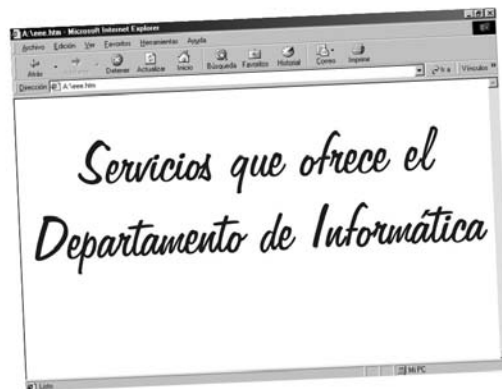 A:\eee.htm - Microsoft Internet Explorer
Archivo Edición Ver Favoritos Herramientas Ayuda
Atrás Detener Actualizar Inicio Búsqueda Favoritos Historial Correo Imprimir
Dirección A:\eee.htm Vínculos
Servicios que ofrece el
Departamento de Informática
Listo Mi PC